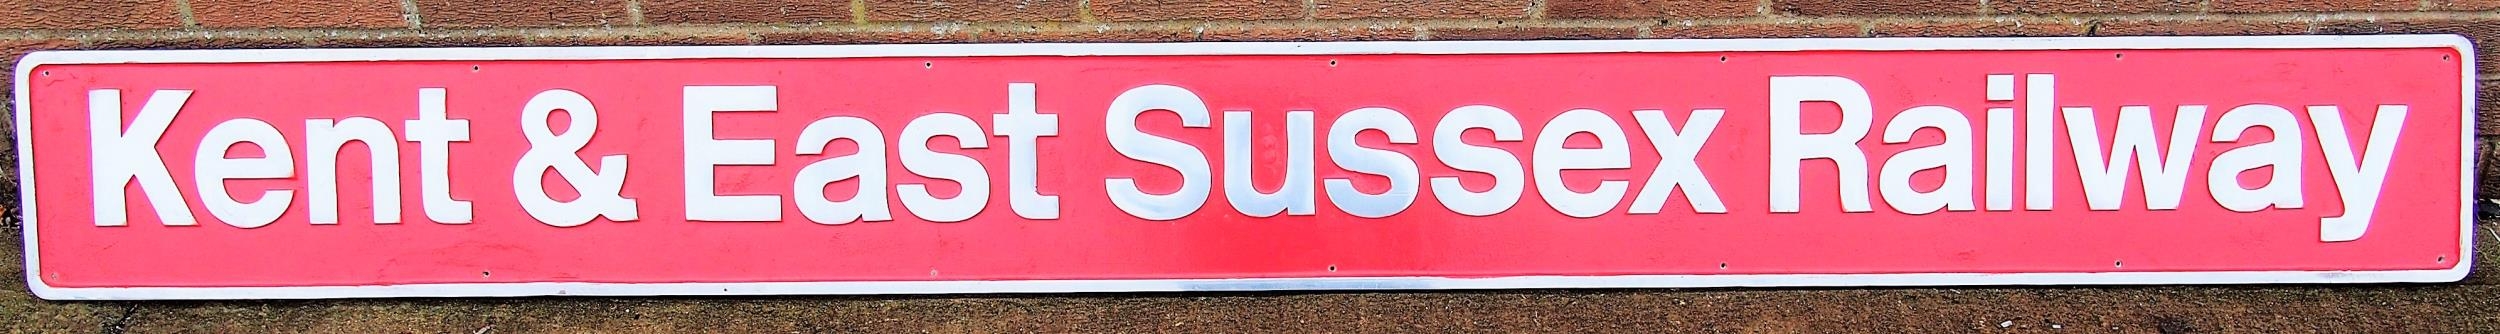 Kent & East Sussex Railway